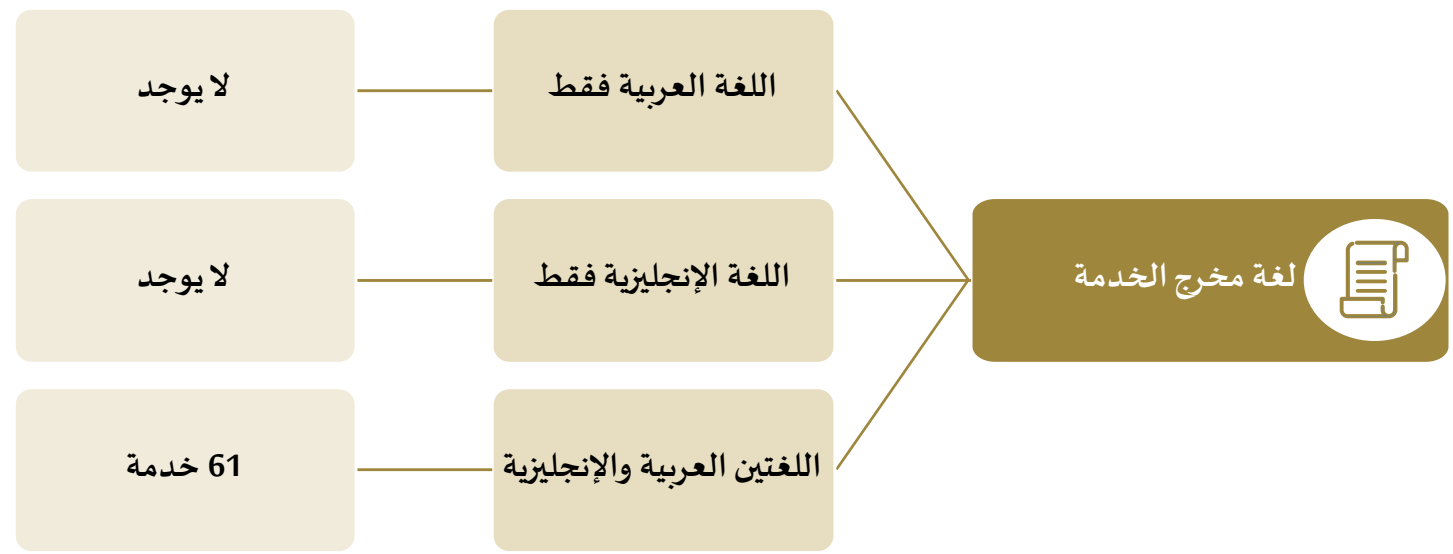 لغة مخرج الخدمة
اللغة العربية فقط
لا يوجد
اللغة الإنجليزية فقط
لا يوجد
اللغتين العربية والإنجليزية
61 خدمة